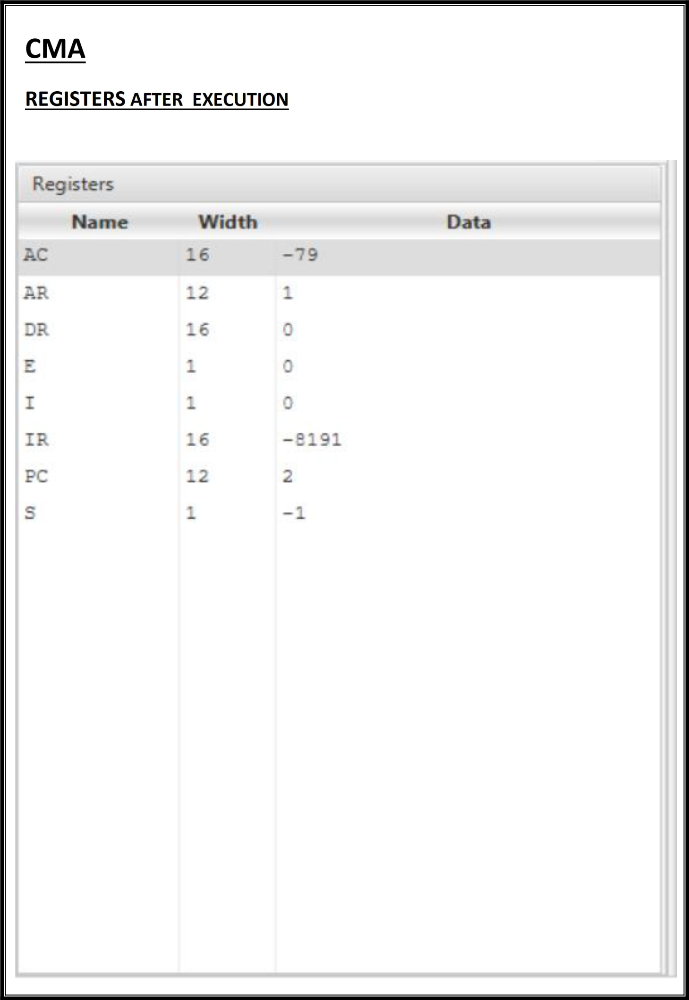 CMA
REGISTERS AFTER EXECUTION
Registers
Name Width Data
AC 16 -79
AR 12 1
DR 16 0
E 1 0
I 1 0
IR 16 -8191
PC 12 2
S 1 -1